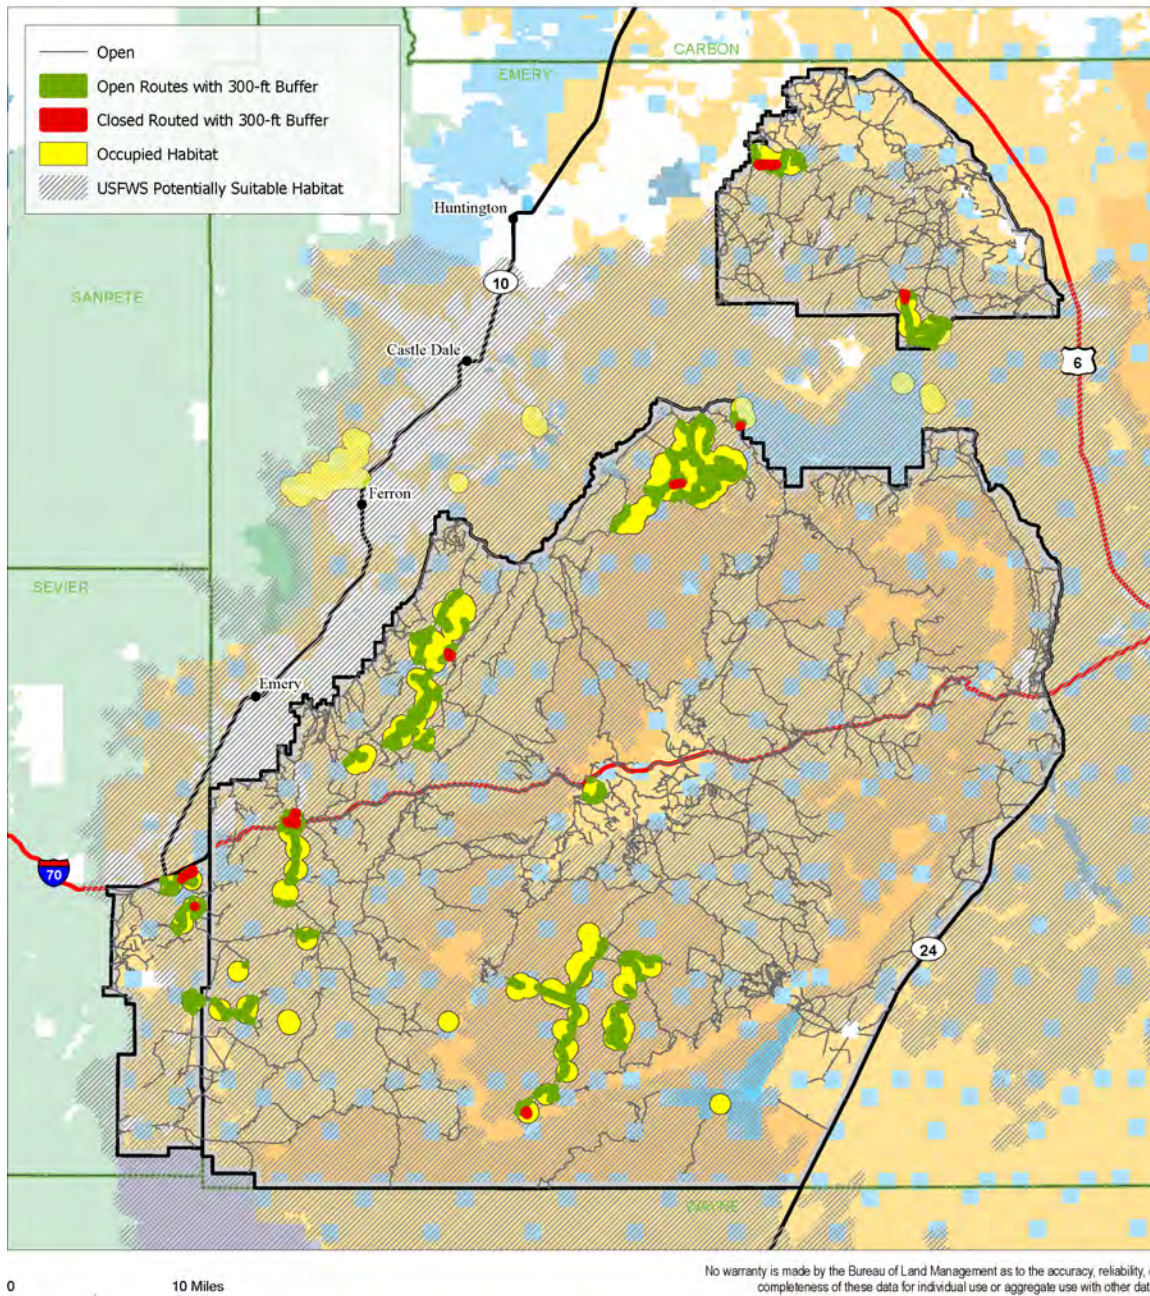 Open
Open Routes with 300-ft Buffer
Closed Routed with 300-ft Buffer
Occupied Habitat
USFWS Potentially Suitable Habitat
CARBON
EMERY
Huntington
10
SANPETE
Castle Dale
6
Ferron
SEVIER
Emery
70
24
WAYNE
0 10 Miles
No warranty is made by the Bureau of Land Management as to the accuracy, reliability,
completeness of these data for individual use or aggregate use with other